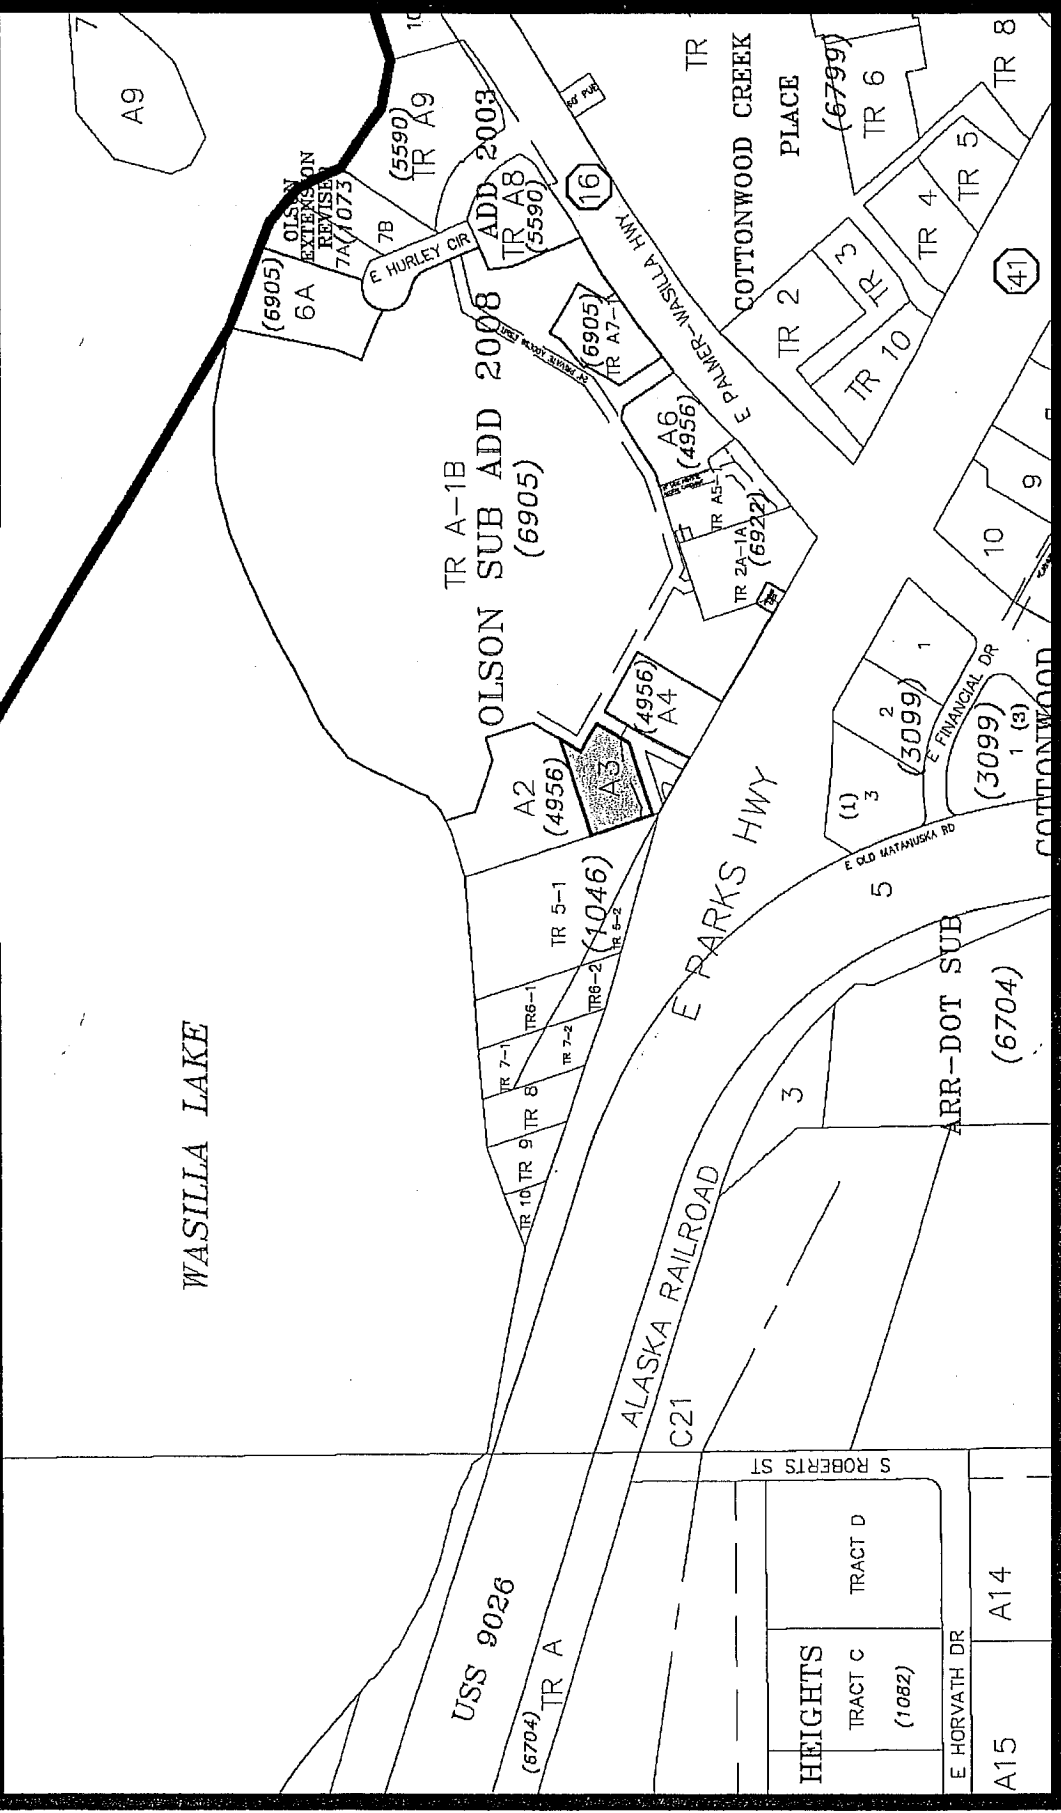 7
A9
10
OLSON
EXTENSION
REVISED
7A(1073
7B
(5590)
TR A9
ADD 2003
TR A8
(5590)
E HURLEY CIR
(6905)
6A
60' PUE
16
TR
COTTONWOOD CREEK
PLACE
(6799)
TR 6
TR 8
TR 5
TR 4
TR 3
TR 2
TR 10
41
E PALMER-WASILLA HWY
(6905)
TR A7-1
A6
(4956)
TR A5-1
TR 2A-1A
(6922)
TR A-1B
OLSON SUB ADD 2008
(6905)
(4956)
A4
A3
A2
(4956)
9
10
1
2
(3099)
(1)
3
E FINANCIAL DR
(3099)
1 (3)
COTTONWOOD
E OLD MATANUSKA RD
5
E PARKS HWY
TR 5-1
(1046)
TR 5-2
TR6-1
TR6-2
TR 7-1
TR 7-2
TR 8
TR 9
TR 10
WASILLA LAKE
ARR-DOT SUB
(6704)
3
ALASKA RAILROAD
C21
S ROBERTS ST
USS 9026
(6704)
TR A
TRACT D
HEIGHTS
TRACT C
(1082)
E HORVATH DR
A14
A15